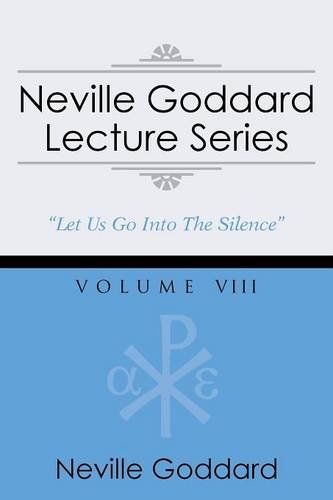 Neville Goddard
Lecture Series
“Let Us Go Into The Silence”
VOLUME VIII
α ε
Neville Goddard